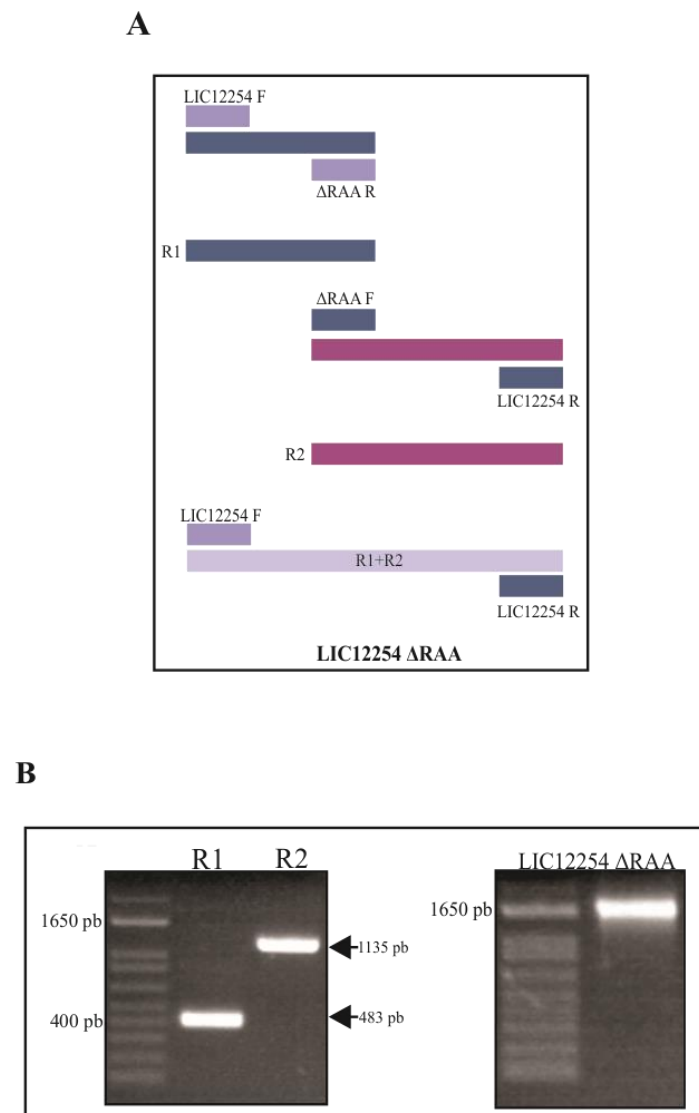 A
LIC12254 F
ΔRAA R
R1
ΔRAA F
LIC12254 R
R2
LIC12254 F
R1+R2
LIC12254 R
LIC12254 ΔRAA
B
R1 R2
LIC12254 ΔRAA
1650 pb
1650 pb
1135 pb
400 pb
483 pb